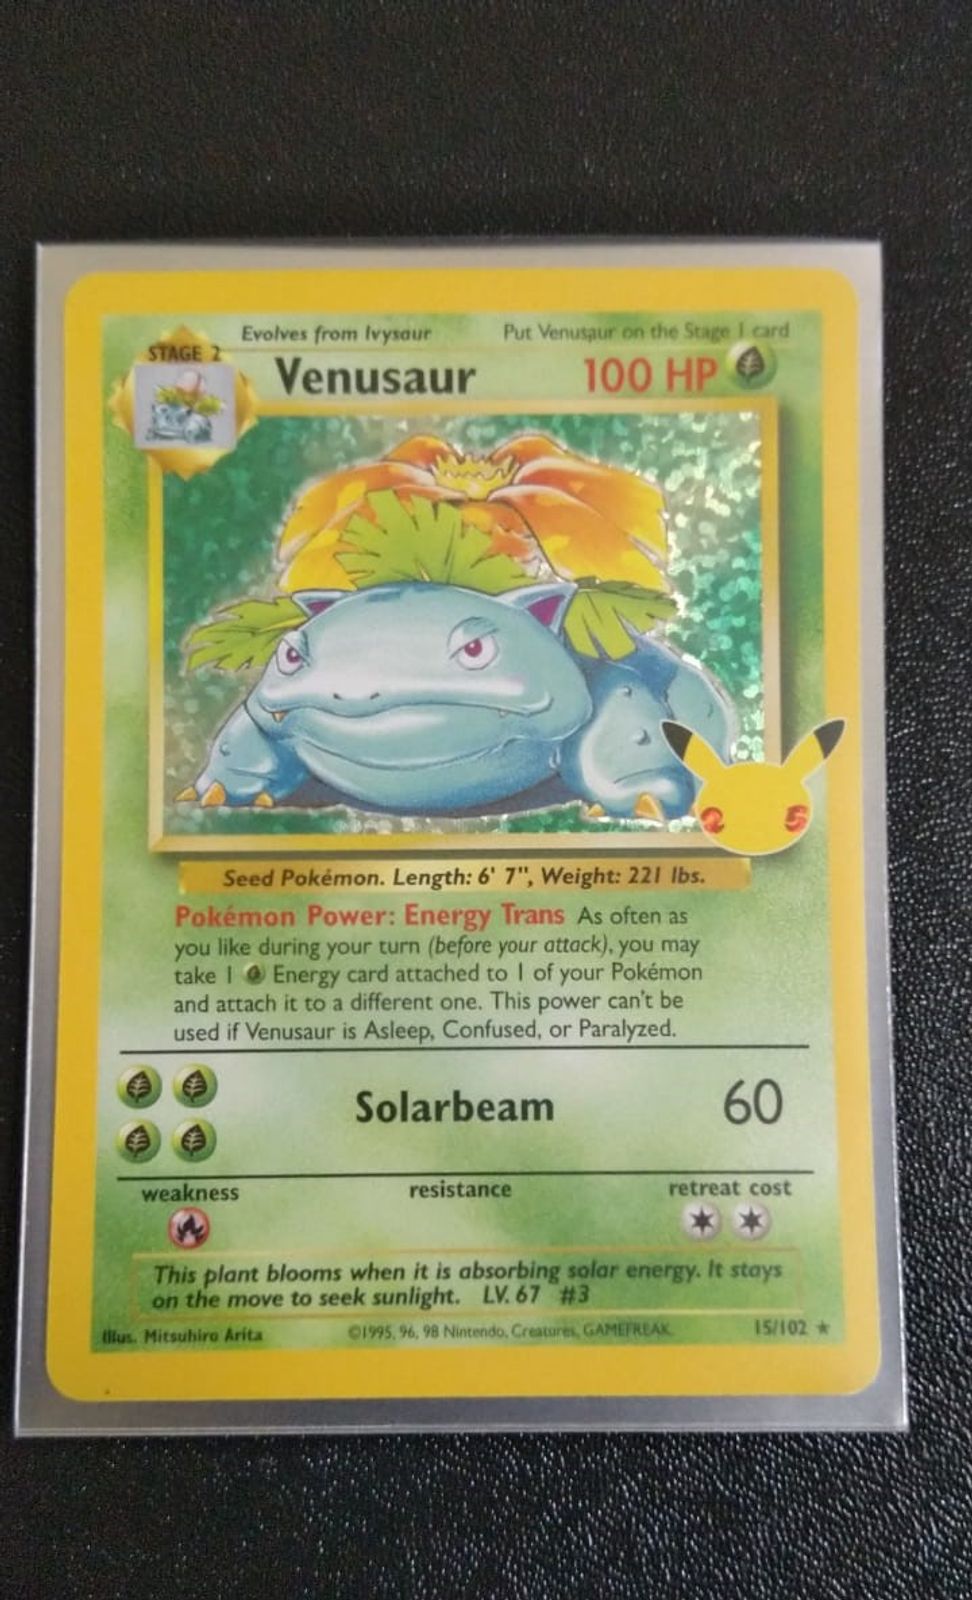 Evolves from Ivysaur Put Venusaur on the Stage 1 card
STAGE 2
Venusaur 100 HP
25
Seed Pokémon. Length: 6' 7", Weight: 221 lbs.
Pokémon Power: Energy Trans As often as
you like during your turn (before your attack), you may
take 1 Energy card attached to 1 of your Pokémon
and attach it to a different one. This power can't be
used if Venusaur is Asleep, Confused, or Paralyzed.
Solarbeam 60
weakness resistance retreat cost
This plant blooms when it is absorbing solar energy. It stays
on the move to seek sunlight. LV. 67 #3
Illus. Mitsuhiro Arita ©1995, 96, 98 Nintendo, Creatures, GAMEFREAK. 15/102 ★